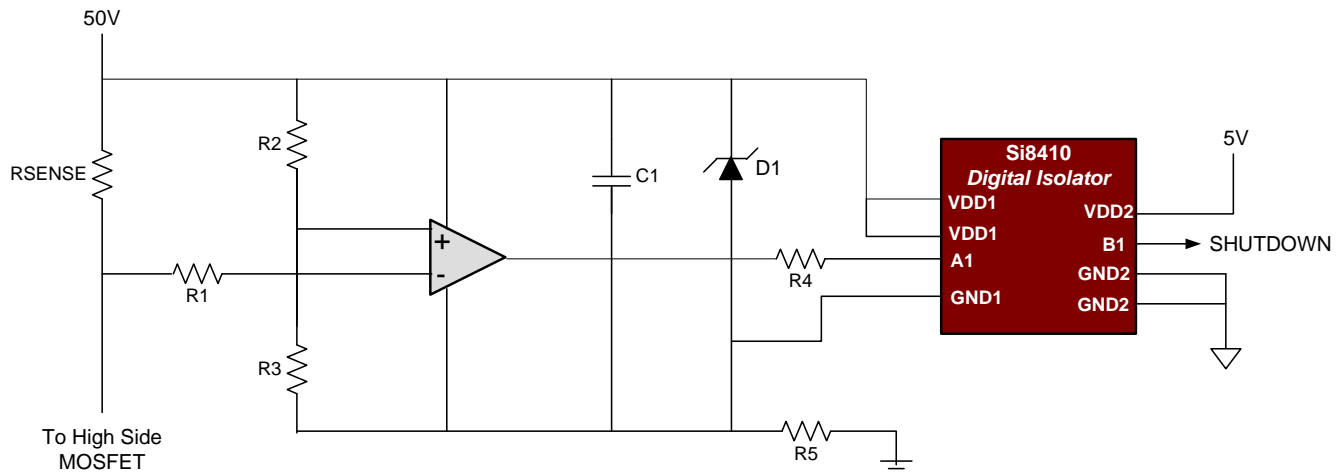 50V
RSENSE
R2
R1
R3
+
-
C1
D1
R4
R5
Si8410
Digital Isolator
VDD1
VDD1
A1
GND1
VDD2
B1
GND2
GND2
5V
SHUTDOWN
To High Side
MOSFET